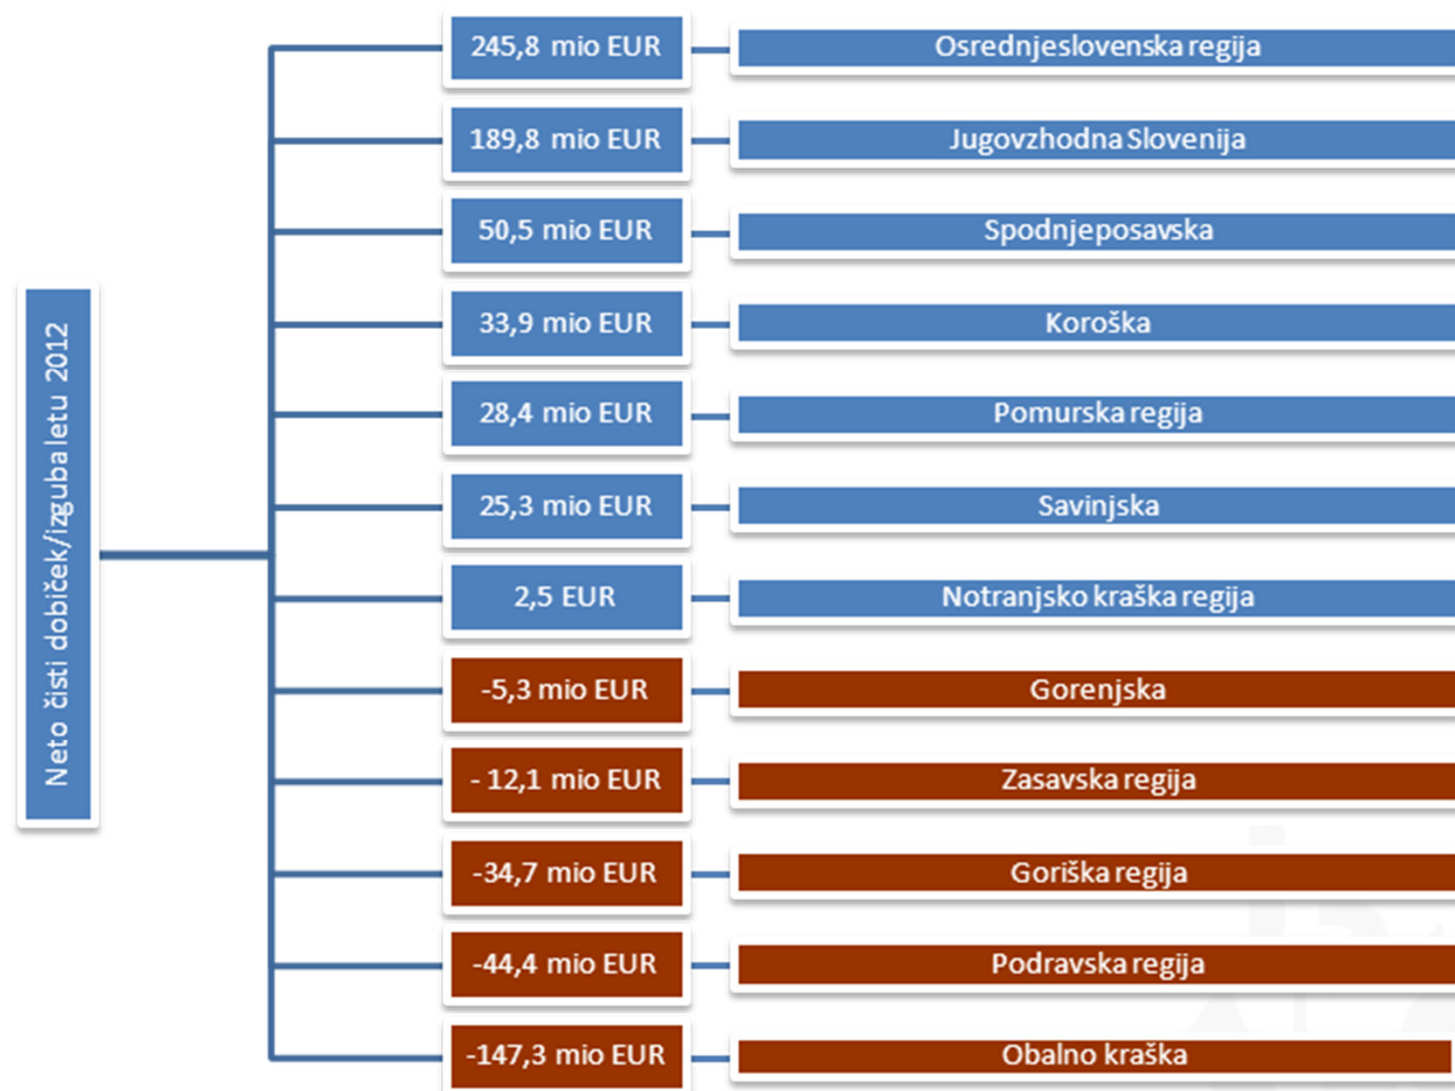 Neto čisti dobiček/izguba letu 2012
245,8 mio EUR Osrednjeslovenska regija
189,8 mio EUR Jugovzhodna Slovenija
50,5 mio EUR Spodnjeposavska
33,9 mio EUR Koroška
28,4 mio EUR Pomurska regija
25,3 mio EUR Savinjska
2,5 EUR Notranjsko kraška regija
-5,3 mio EUR Gorenjska
- 12,1 mio EUR Zasavska regija
-34,7 mio EUR Goriška regija
-44,4 mio EUR Podravska regija
-147,3 mio EUR Obalno kraška